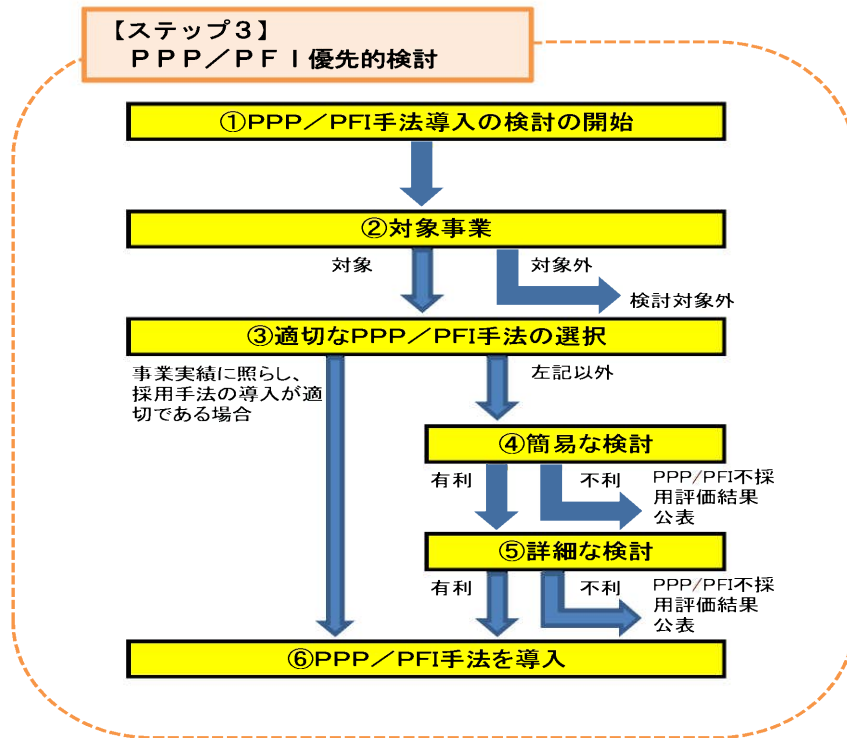 【ステップ３】
ＰＰＰ／ＰＦＩ優先的検討
①PPP／PFI手法導入の検討の開始
②対象事業
対象
対象外
検討対象外
③適切なPPP／PFI手法の選択
事業実績に照らし、
採用手法の導入が適
切である場合
左記以外
④簡易な検討
有利
不利
PPP/PFI不採
用評価結果
公表
⑤詳細な検討
有利
不利
PPP/PFI不採
用評価結果
公表
⑥PPP／PFI手法を導入